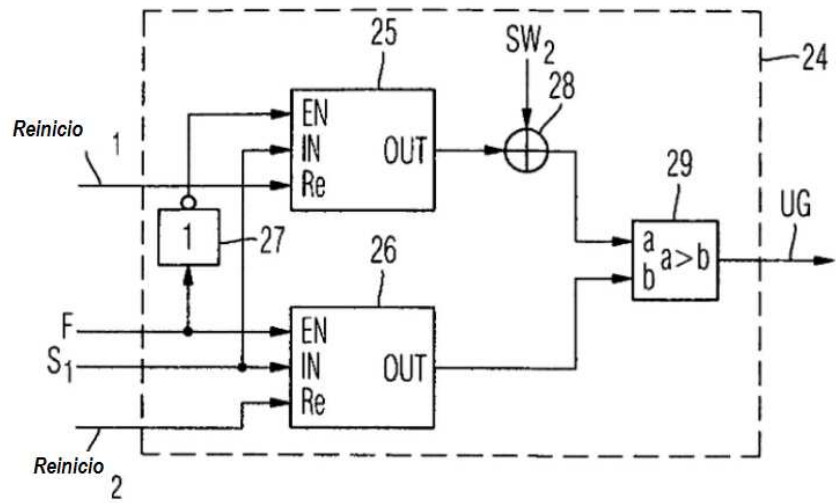 25
SW2
28
24
Reinicio 1
EN
IN
Re
OUT
29
UG
1
27
a
b
a>b
26
F
S1
EN
IN
Re
OUT
Reinicio 2